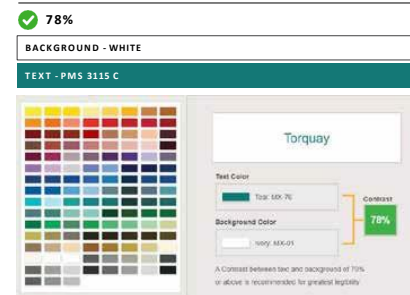 78%
BACKGROUND - WHITE
TEXT - PMS 3115 C
Torquay
Text Color
Teal MX-76
Contrast
78%
Background Color
Ivory MX-01
A Contrast between text and background of 70%
or above is recommended for greatest legibility